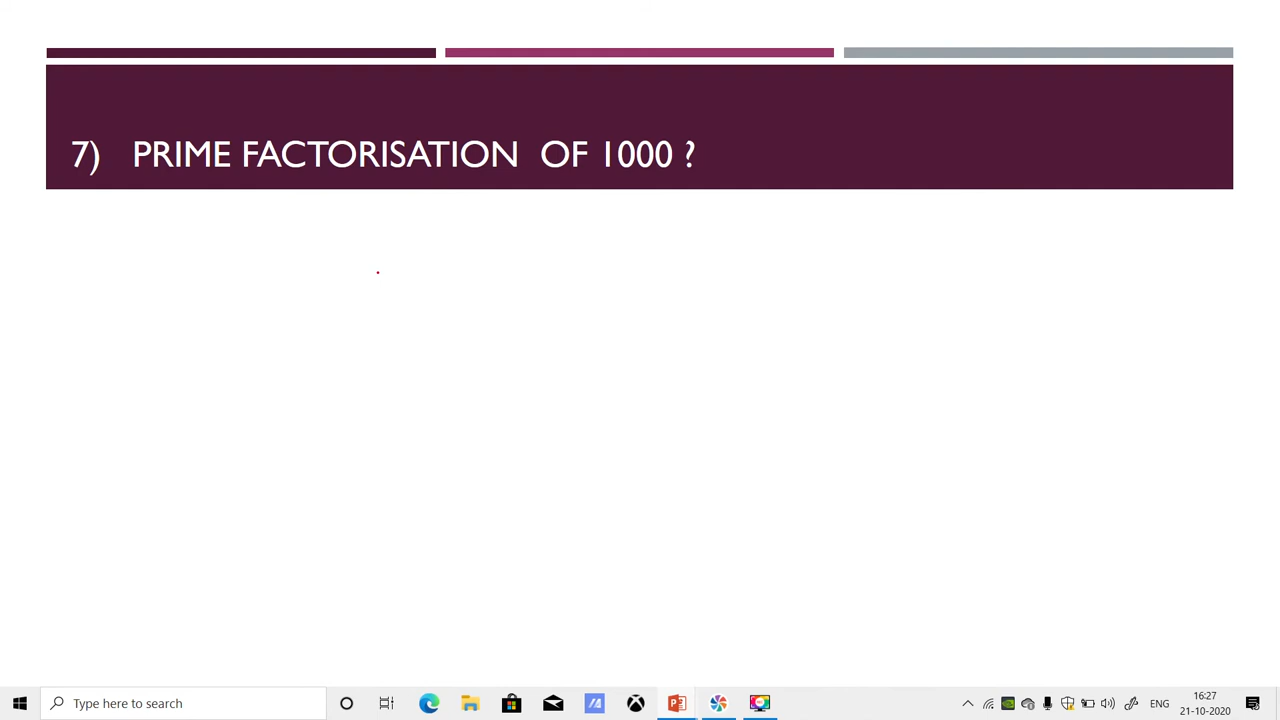 7) PRIME FACTORISATION OF 1000 ?
Type here to search
ENG
16:27
21-10-2020